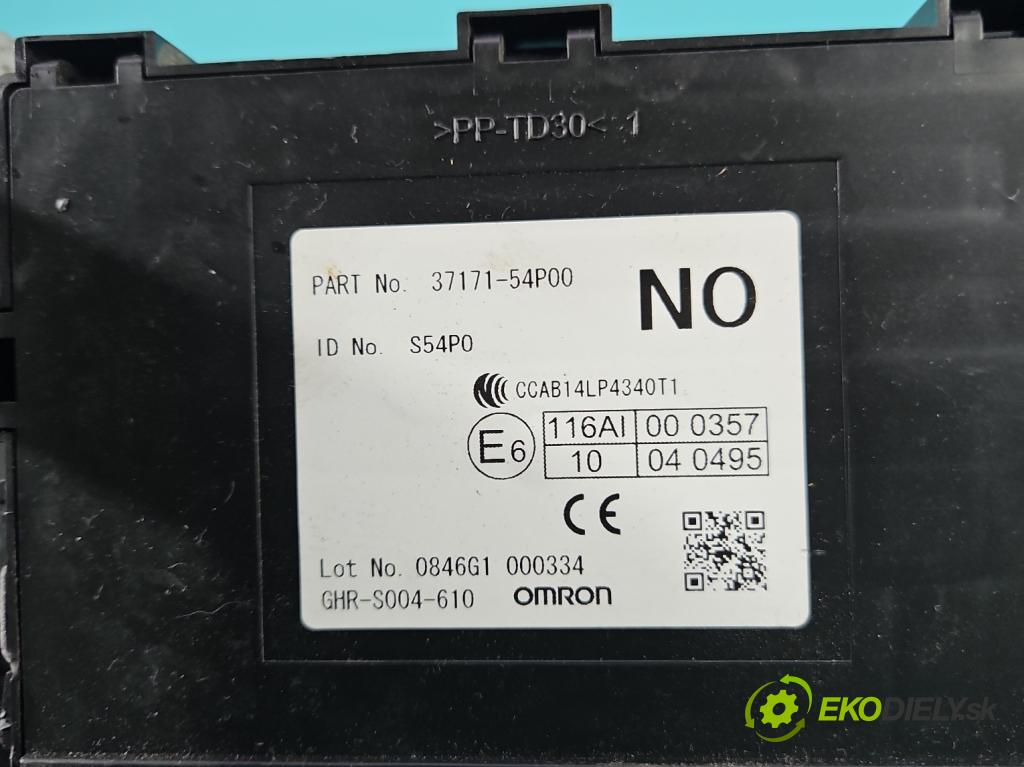 >PP-TD30< 1
PART No. 37171-54P00
NO
ID No. S54P0
CCAB14LP4340T1
E6 116AI 00 0357
10 04 0495
CE
Lot No. 0846G1 000334
GHR-S004-610 OMRON
EKODIELY.sk